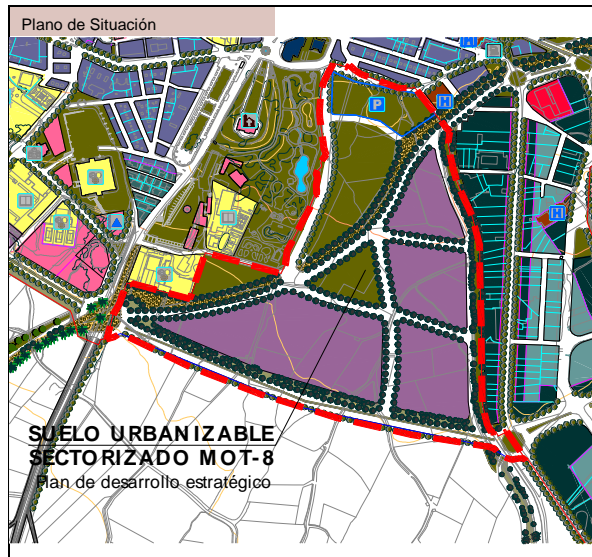 Plano de Situación
P
H
H
SUELO URBANIZABLE
SECTORIZADO MOT-8
Plan de desarrollo estratégico